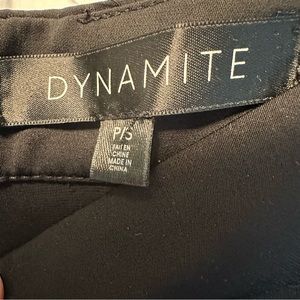 DYNAMITE
P/S
FAIT EN
CHINE
MADE IN
CHINA